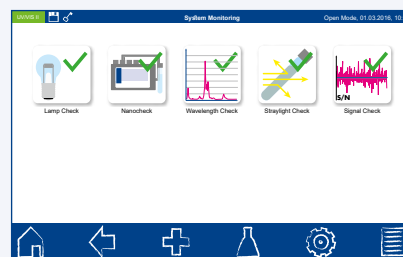 UV/VIS II
System Monitoring
Open Mode, 01.03.2016, 10
S/N
Lamp Check
Nanocheck
Wavelength Check
Straylight Check
Signal Check